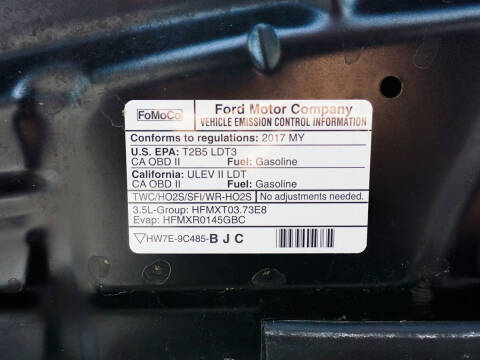 FoMoCo
Ford Motor Company
VEHICLE EMISSION CONTROL INFORMATION
Conforms to regulations: 2017 MY
U.S. EPA: T2B5 LDT3
CA OBD II Fuel: Gasoline
California: ULEV II LDT
CA OBD II Fuel: Gasoline
TWC/HO2S/SFI/WR-HO2S No adjustments needed.
3.5L-Group: HFMXT03.73E8
Evap: HFMXR0145GBC
HW7E-9C485-B J C